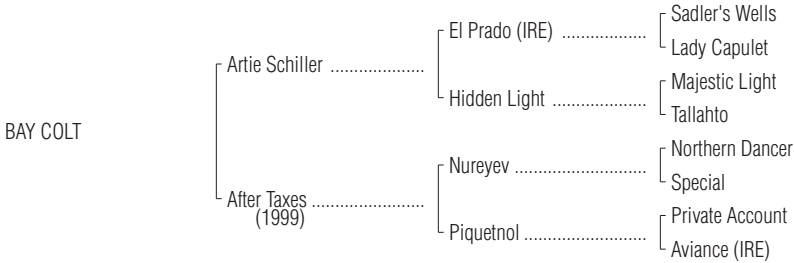 Sadler's Wells
El Prado (IRE) ...................
Lady Capulet
Artie Schiller .....................
Majestic Light
Hidden Light .....................
Tallahto
BAY COLT
Northern Dancer
Nureyev .............................
Special
After Taxes .........................
(1999)
Private Account
Piquetnol ...........................
Aviance (IRE)